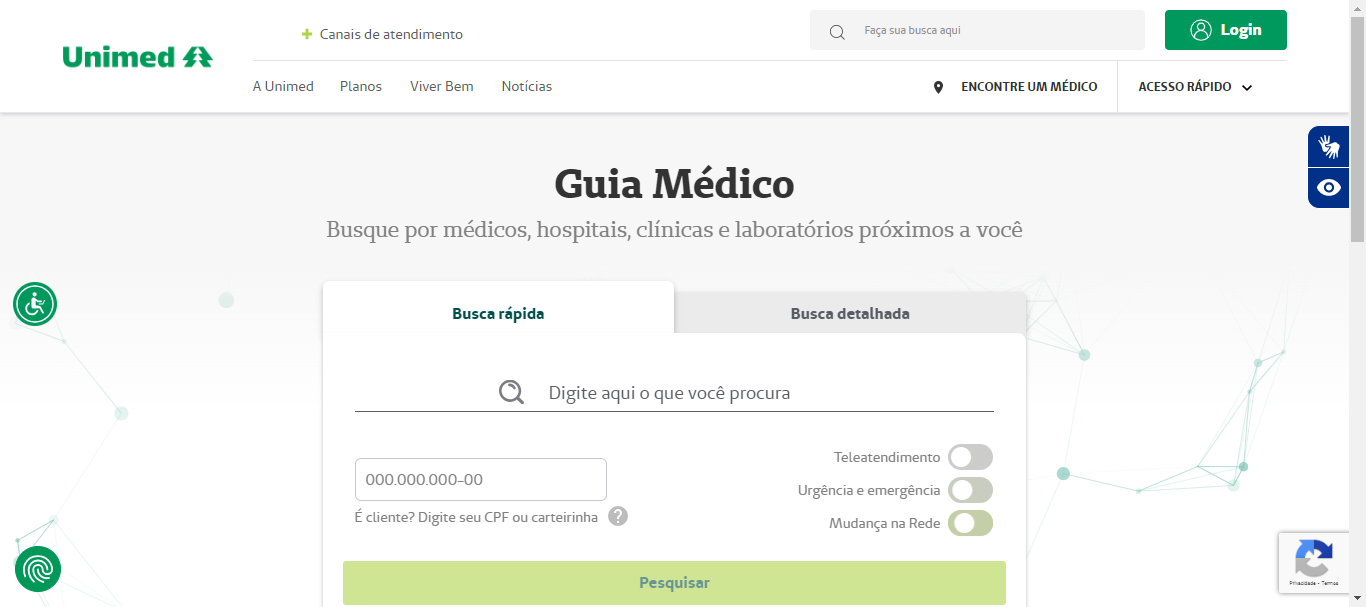 Unimed
Canais de atendimento
Faça sua busca aqui
Login
A Unimed
Planos
Viver Bem
Notícias
ENCONTRE UM MÉDICO
ACESSO RÁPIDO
Guia Médico
Busque por médicos, hospitais, clínicas e laboratórios próximos a você
Busca rápida
Busca detalhada
Digite aqui o que você procura
000.000.000-00
É cliente? Digite seu CPF ou carteirinha ?
Teleatendimento
Urgência e emergência
Mudança na Rede
Pesquisar
Privacidade - Termos